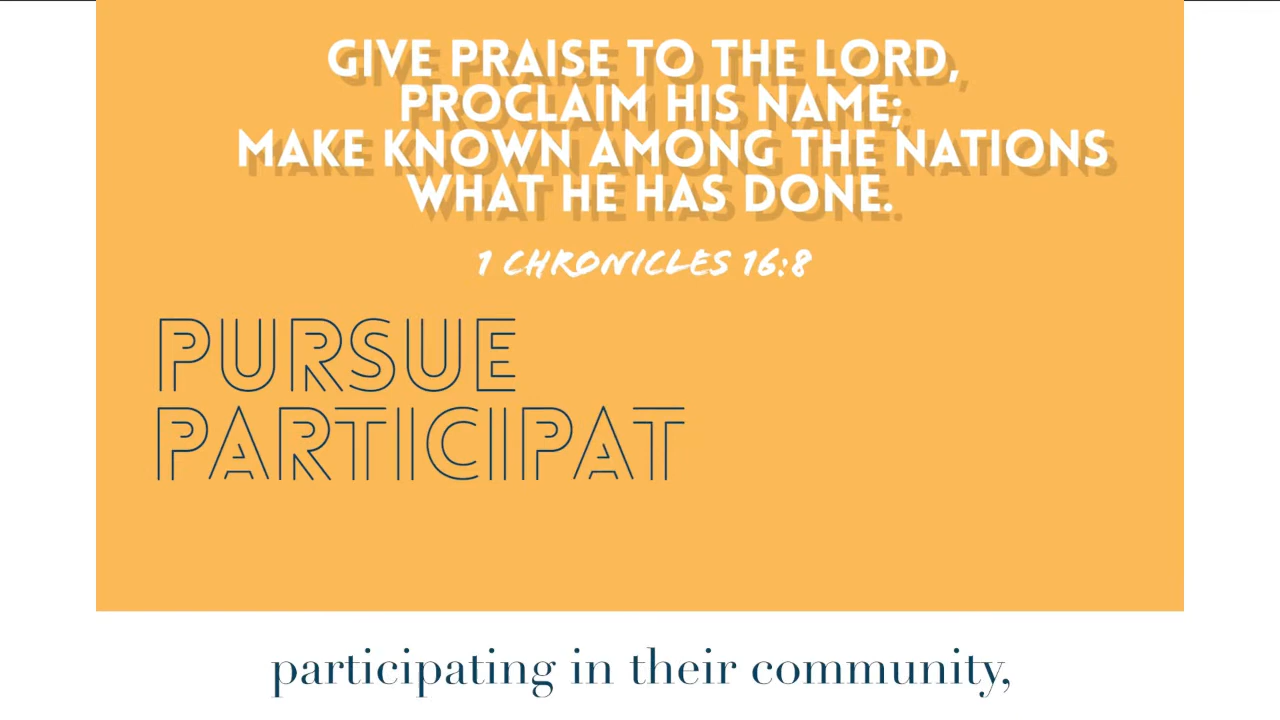 GIVE PRAISE TO THE LORD,
PROCLAIM HIS NAME;
MAKE KNOWN AMONG THE NATIONS
WHAT HE HAS DONE.
1 CHRONICLES 16:8
PURSUE
PARTICIPAT
participating in their community,